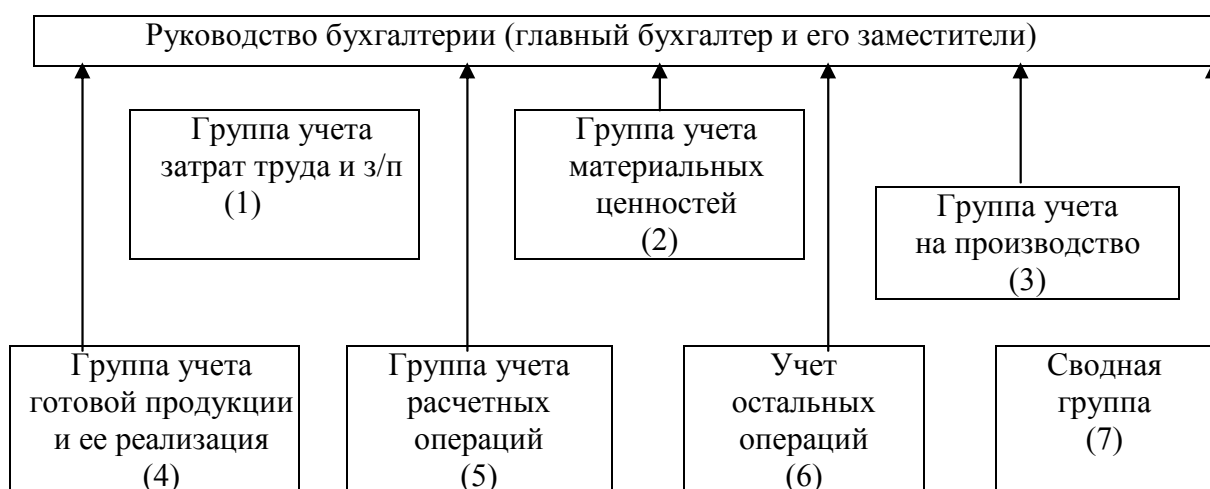 Руководство бухгалтерии (главный бухгалтер и его заместители)
Группа учета
затрат труда и з/п
(1)
Группа учета
материальных
ценностей
(2)
Группа учета
на производство
(3)
Группа учета
готовой продукции
и ее реализация
(4)
Группа учета
расчетных
операций
(5)
Учет
остальных
операций
(6)
Сводная
группа
(7)